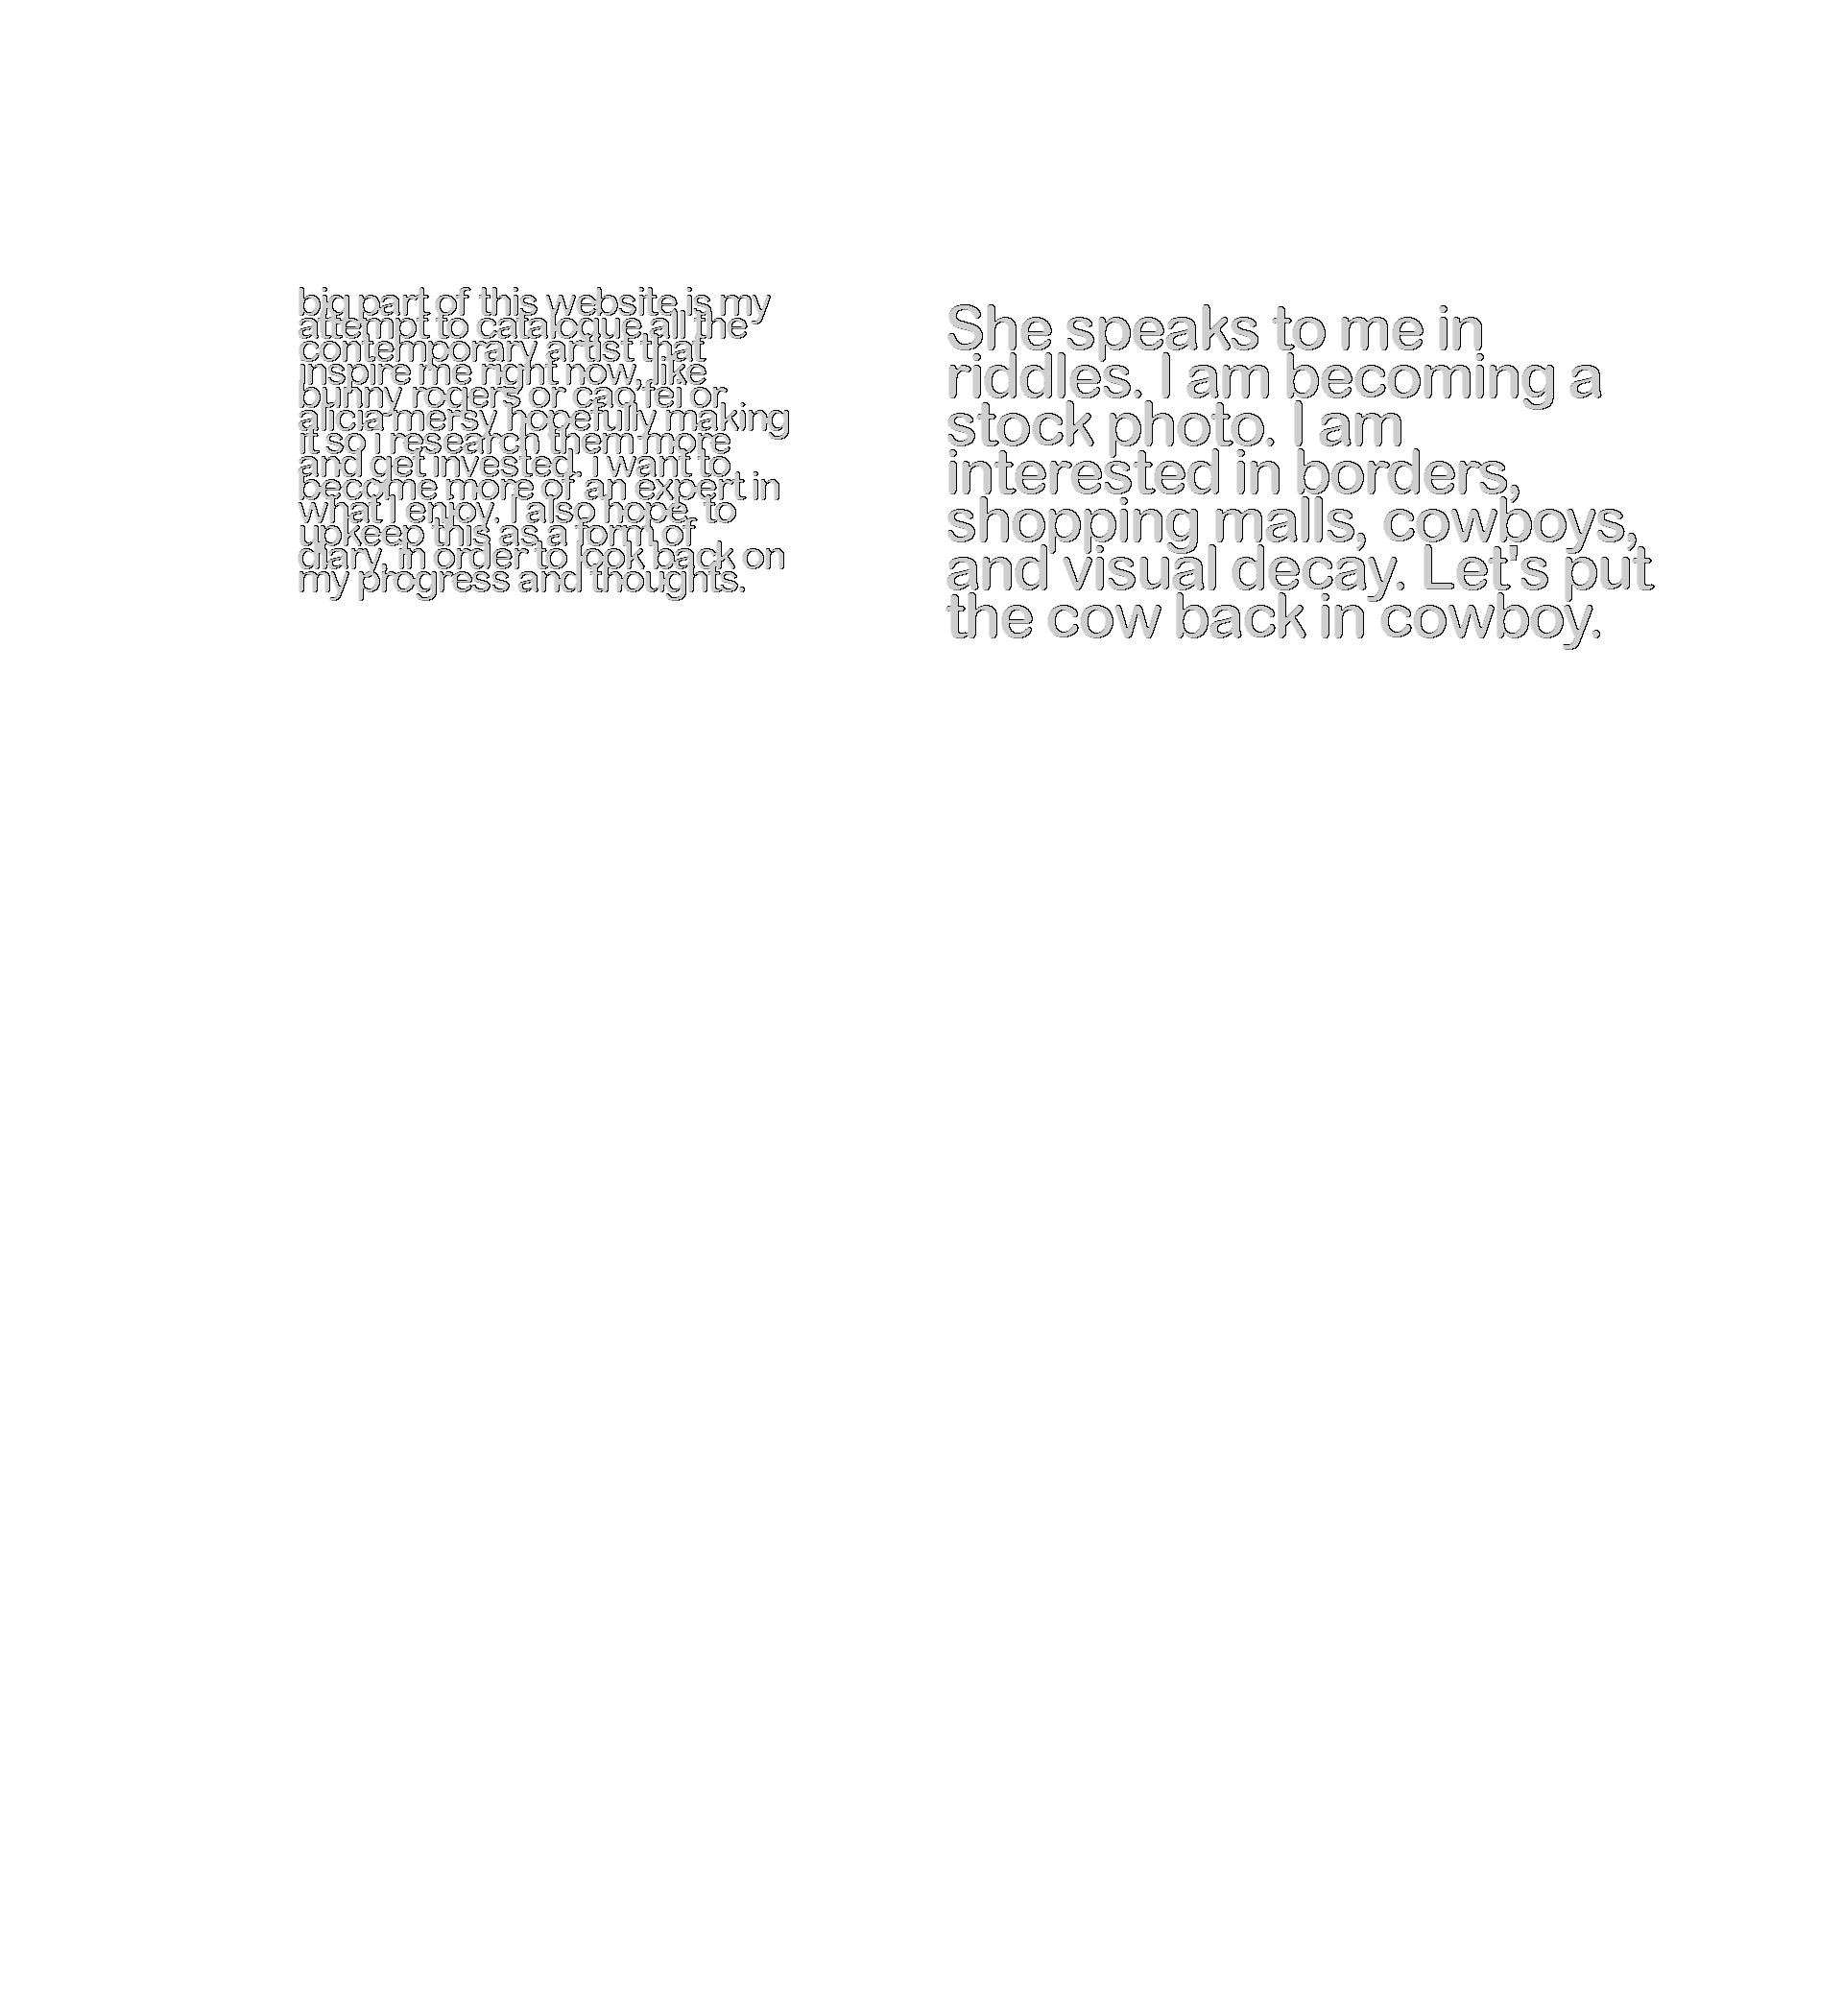 big part of this website is my
attempt to catalogue all the
contemporary artist that
inspire me right now, like
bunny rogers or cao fei or
alicia mersy hopefully making
it so i research them more
and get invested. i want to
become more of an expert in
what I enjoy. I also hope to
upkeep this as a form of
diary, in order to look back on
my progress and thoughts.
She speaks to me in
riddles. I am becoming a
stock photo. I am
interested in borders,
shopping malls, cowboys,
and visual decay. Let's put
the cow back in cowboy.